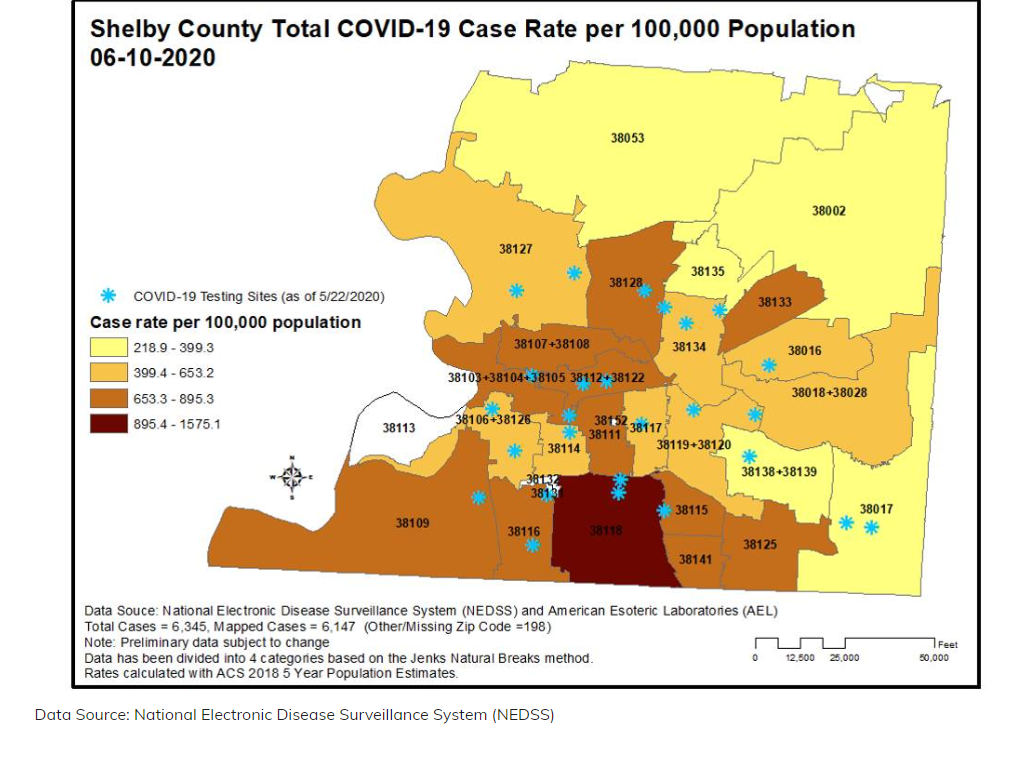 Shelby County Total COVID-19 Case Rate per 100,000 Population
06-10-2020
38053
38002
38127
38135
38128
38133
COVID-19 Testing Sites (as of 5/22/2020)
Case rate per 100,000 population
218.9 - 399.3
399.4 - 653.2
653.3 - 895.3
895.4 - 1575.1
38107+38108
38134
38016
38103+38104+38105
38112+38122
38018+38028
38106+38126
38113
38152
38111
38117
38114
38119+38120
38138+38139
N
W
E
S
38132
38131
38109
38116
38118
38115
38017
38125
38141
Data Souce: National Electronic Disease Surveillance System (NEDSS) and American Esoteric Laboratories (AEL)
Total Cases = 6,345, Mapped Cases = 6,147 (Other/Missing Zip Code =198)
Note: Preliminary data subject to change
Data has been divided into 4 categories based on the Jenks Natural Breaks method.
Rates calculated with ACS 2018 5 Year Population Estimates.
Feet
0 12,500 25,000 50,000
Data Source: National Electronic Disease Surveillance System (NEDSS)